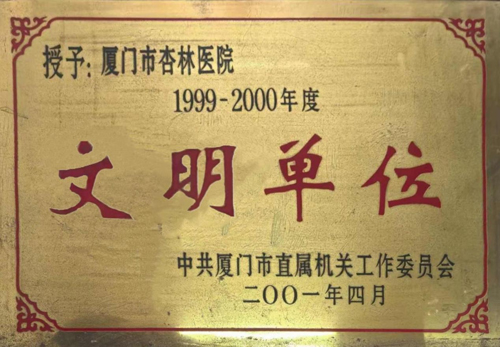 授予：厦门市杏林医院
1999-2000年度
文明单位
中共厦门市直属机关工作委员会
二〇〇一年四月